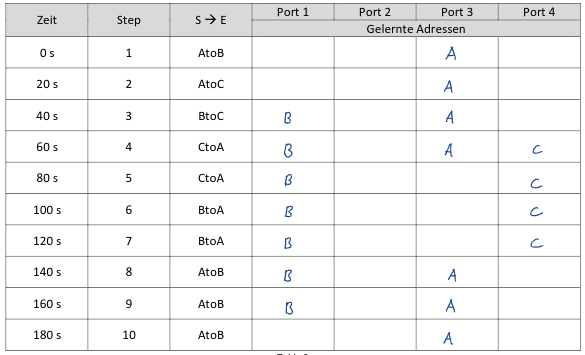 Zeit Step S → E Port 1 Port 2 Port 3 Port 4
Gelernte Adressen
0 s 1 AtoB A
20 s 2 AtoC A
40 s 3 BtoC B A
60 s 4 CtoA B A C
80 s 5 CtoA B C
100 s 6 BtoA B C
120 s 7 BtoA B C
140 s 8 AtoB B A
160 s 9 AtoB B A
180 s 10 AtoB A